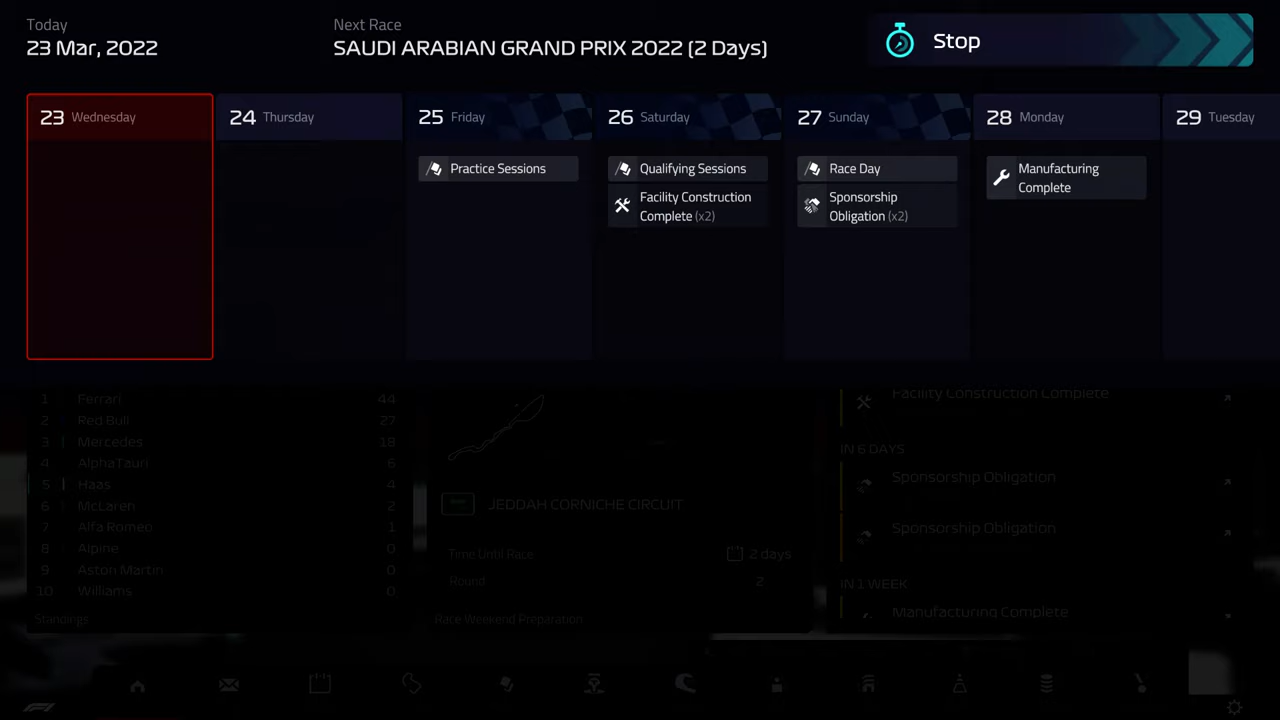 Today
23 Mar, 2022
Next Race
SAUDI ARABIAN GRAND PRIX 2022 (2 Days)
Stop
23 Wednesday
24 Thursday
25 Friday
26 Saturday
27 Sunday
28 Monday
29 Tuesday
Practice Sessions
Qualifying Sessions
Facility Construction
Complete (x2)
Race Day
Sponsorship
Obligation (x2)
Manufacturing
Complete
1 Ferrari 44
2 Red Bull 27
3 Mercedes 18
4 AlphaTauri 6
5 Haas 4
6 McLaren 2
7 Alfa Romeo 1
8 Alpine 0
9 Aston Martin 0
10 Williams 0
Standings
JEDDAH CORNICHE CIRCUIT
Time Until Race 2 days
Round 2
Race Weekend Preparation
Facility Construction Complete
IN 6 DAYS
Sponsorship Obligation
Sponsorship Obligation
IN 1 WEEK
Manufacturing Complete
F1